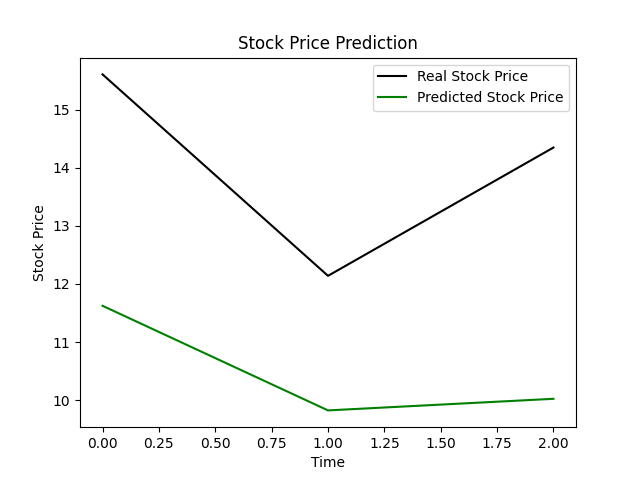 Stock Price Prediction
Real Stock Price
Predicted Stock Price
Stock Price
15
14
13
12
11
10
0.00 0.25 0.50 0.75 1.00 1.25 1.50 1.75 2.00
Time